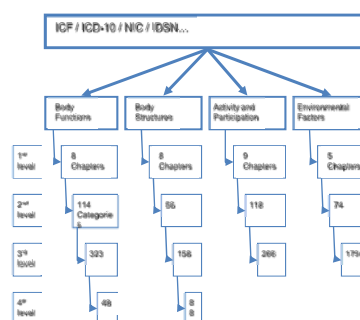 ICF / ICD-10 / NIC / IDSN...
Body
Functions
Body
Structures
Activity and
Participation
Environmental
Factors
1st
level
8
Chapters
8
Chapters
9
Chapters
5
Chapters
2nd
level
114
Categorie
s
56
118
74
3rd
level
323
158
266
4th
level
48
8
8